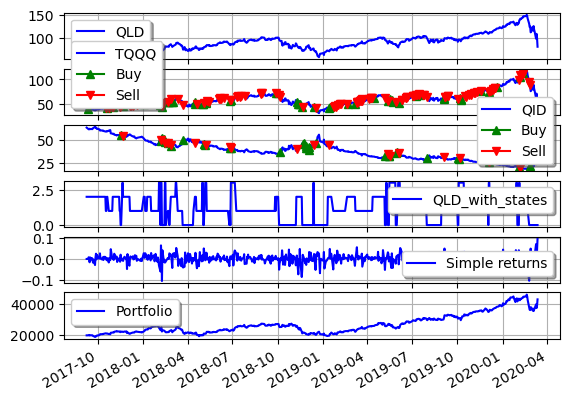 150
100
QLD
TQQQ
Buy
Sell
100
50
QID
Buy
Sell
50
25
2.5
0.0
QLD_with_states
0.1
0.0
−0.1
Simple returns
40000
20000
Portfolio
2017-10
2018-01
2018-04
2018-07
2018-10
2019-01
2019-04
2019-07
2019-10
2020-01
2020-04